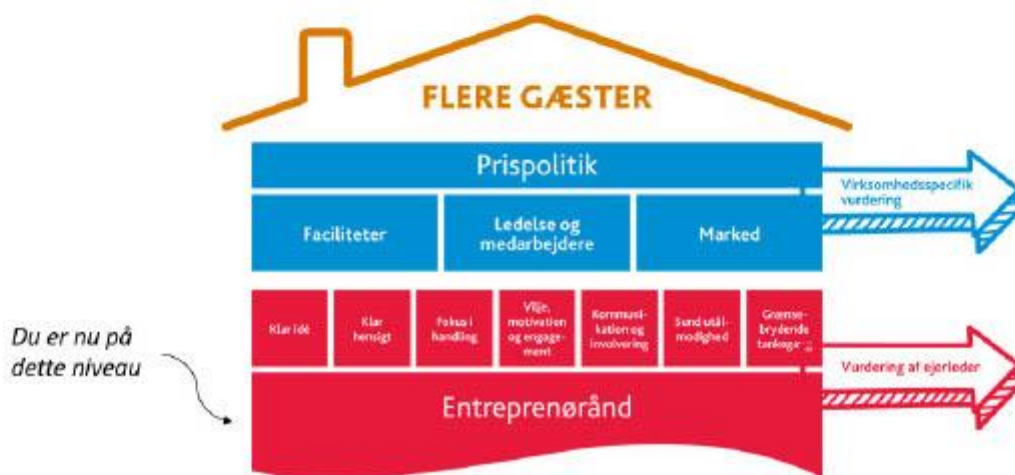 FLERE GÆSTER
Prispolitik
Virksomhedsspecifik
vurdering
Faciliteter
Ledelse og
medarbejdere
Marked
Klar idé
Klar
hensigt
Fokus i
handling
Vilje,
motivation
og engage-
ment
Kommuni-
kation og
involvering
Sund utål-
modighed
Grænse-
brydende
Du er nu på
dette niveau
Vurdering af ejerleder
Entreprenørånd